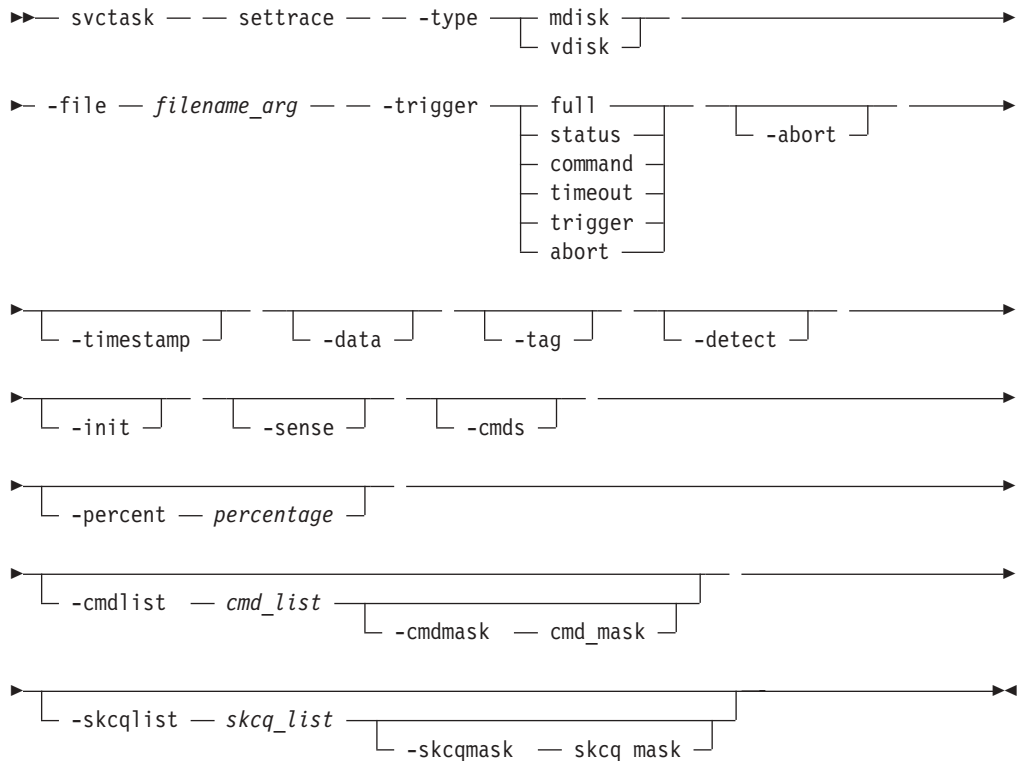 svctask settrace -type mdisk
vdisk
-file filename_arg -trigger full
status -abort
command
timeout
trigger
abort
-timestamp -data -tag -detect
-init -sense -cmds
-percent percentage
-cmdlist cmd_list
-cmdmask cmd_mask
-skcqlist skcq_list
-skcqmask skcq mask